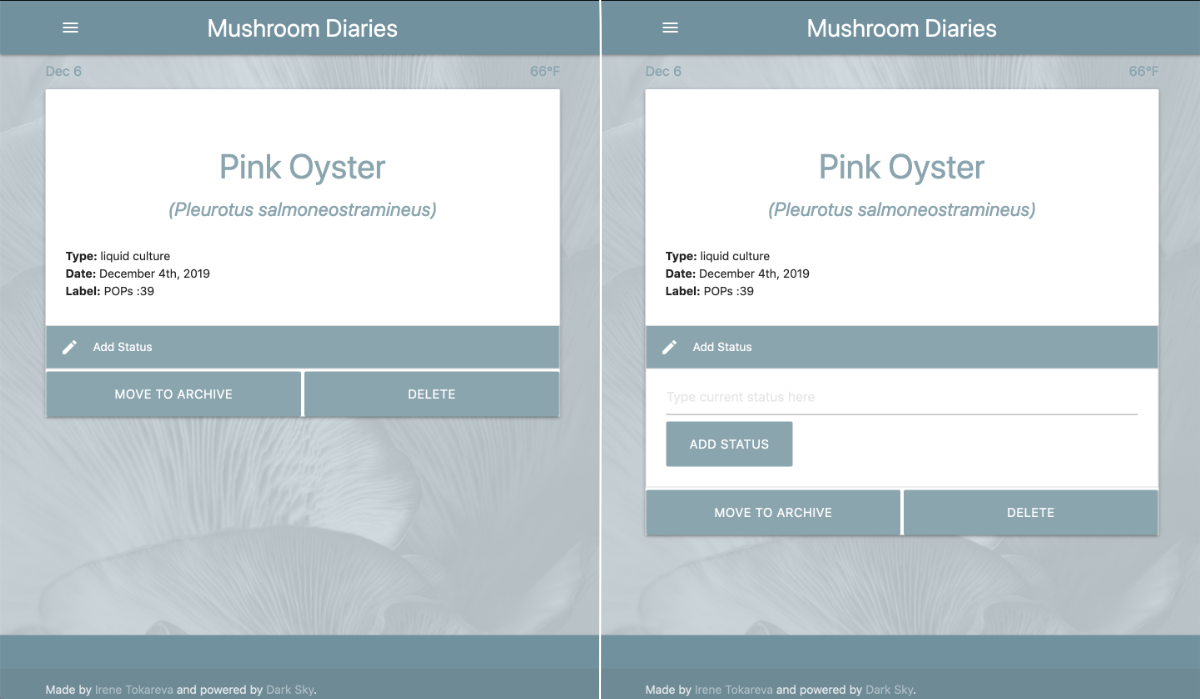 Mushroom Diaries
Dec 6 66°F
Pink Oyster
(Pleurotus salmoneostramineus)
Type: liquid culture
Date: December 4th, 2019
Label: POPs :39
Add Status
MOVE TO ARCHIVE DELETE
Made by Irene Tokareva and powered by Dark Sky.
Mushroom Diaries
Dec 6 66°F
Pink Oyster
(Pleurotus salmoneostramineus)
Type: liquid culture
Date: December 4th, 2019
Label: POPs :39
Add Status
Type current status here
ADD STATUS
MOVE TO ARCHIVE DELETE
Made by Irene Tokareva and powered by Dark Sky.